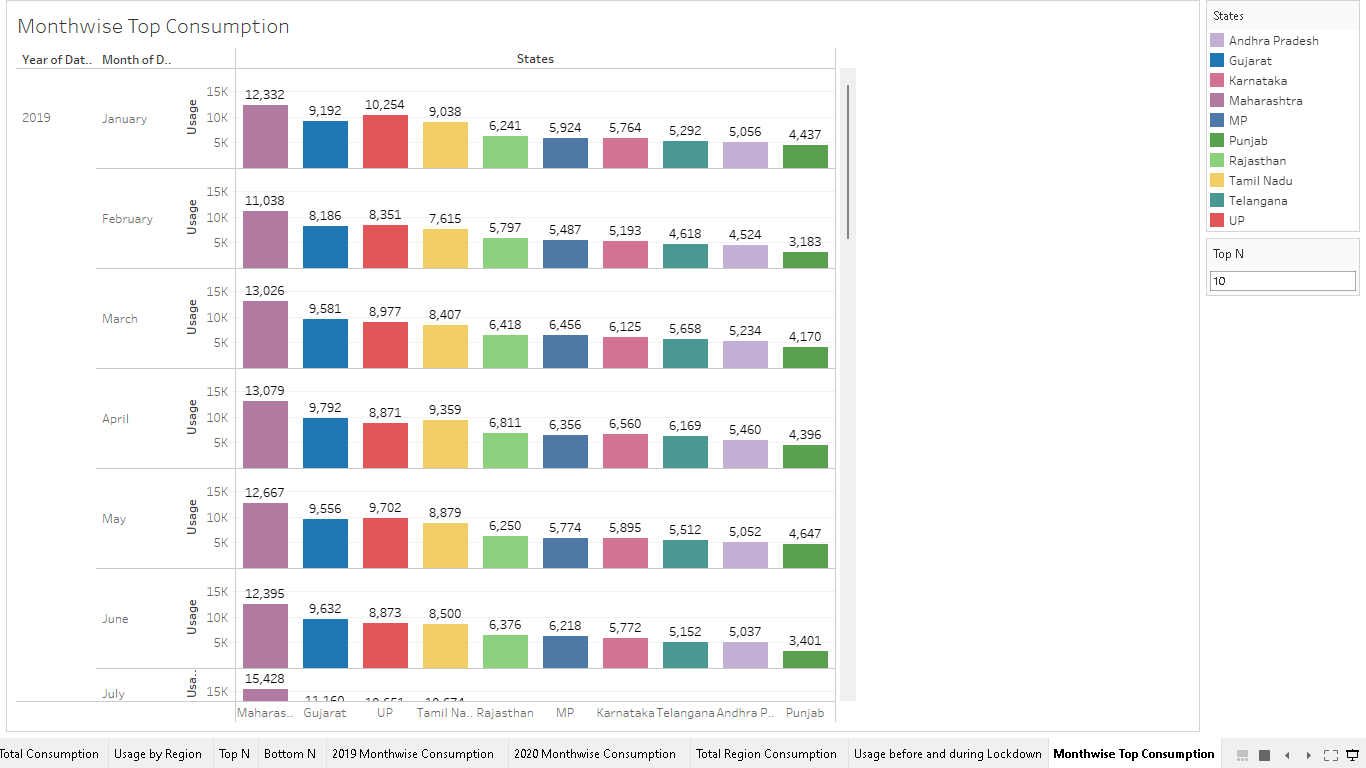 Monthwise Top Consumption
Year of Dat.. Month of D.. States
2019 January Usage 15K 10K 5K
12,332 9,192 10,254 9,038 6,241 5,924 5,764 5,292 5,056 4,437
February Usage 15K 10K 5K
11,038 8,186 8,351 7,615 5,797 5,487 5,193 4,618 4,524 3,183
March Usage 15K 10K 5K
13,026 9,581 8,977 8,407 6,418 6,456 6,125 5,658 5,234 4,170
April Usage 15K 10K 5K
13,079 9,792 8,871 9,359 6,811 6,356 6,560 6,169 5,460 4,396
May Usage 15K 10K 5K
12,667 9,556 9,702 8,879 6,250 5,774 5,895 5,512 5,052 4,647
June Usage 15K 10K 5K
12,395 9,632 8,873 8,500 6,376 6,218 5,772 5,152 5,037 3,401
July Usa.. 15K
15,428
Maharas.. Gujarat UP Tamil Na.. Rajasthan MP Karnataka Telangana Andhra P.. Punjab
States
Andhra Pradesh
Gujarat
Karnataka
Maharashtra
MP
Punjab
Rajasthan
Tamil Nadu
Telangana
UP
Top N
10
Total Consumption Usage by Region Top N Bottom N 2019 Monthwise Consumption 2020 Monthwise Consumption Total Region Consumption Usage before and during Lockdown Monthwise Top Consumption